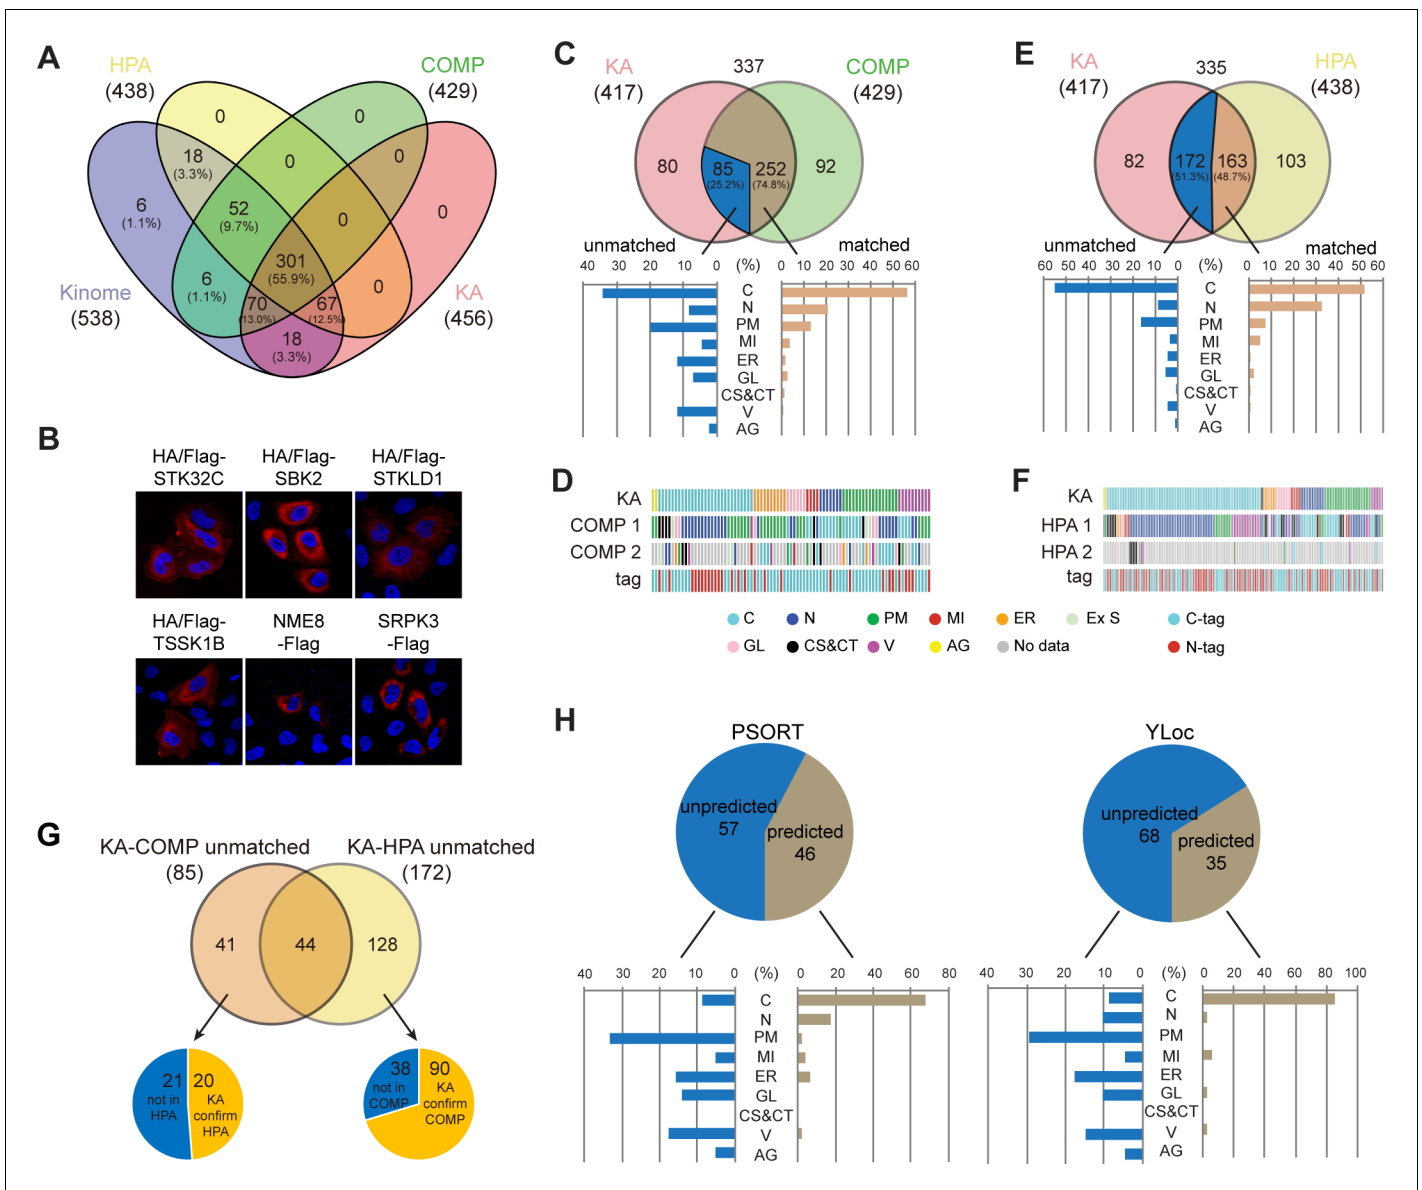 A
HPA
(438)
COMP
(429)
0
0
18
(3.3%)
0
0
6
(1.1%)
52
(9.7%)
0
0
301
(55.9%)
6
(1.1%)
0
Kinome
(538)
70
(13.0%)
67
(12.5%)
KA
(456)
18
(3.3%)
B
HA/Flag-
STK32C
HA/Flag-
SBK2
HA/Flag-
STKLD1
HA/Flag-
TSSK1B
NME8
-Flag
SRPK3
-Flag
C
KA
(417)
337
COMP
(429)
80
85
(25.2%)
252
(74.8%)
92
unmatched
matched
40 30 20 10 0 (%) 0 10 20 30 40 50 60
C
N
PM
MI
ER
GL
CS&CT
V
AG
E
KA
(417)
335
HPA
(438)
82
172
(51.3%)
163
(48.7%)
103
unmatched
matched
60 50 40 30 20 10 0 (%) 0 10 20 30 40 50 60
C
N
PM
MI
ER
GL
CS&CT
V
AG
D
KA
COMP 1
COMP 2
tag
F
KA
HPA 1
HPA 2
tag
C N PM MI ER Ex S C-tag
GL CS&CT V AG No data N-tag
G
KA-COMP unmatched
(85)
KA-HPA unmatched
(172)
41
44
128
21
not in
HPA
20
KA
confirm
HPA
38
not in
COMP
90
KA
confirm
COMP
H
PSORT
unpredicted
57
predicted
46
40 30 20 10 0 (%) 0 20 40 60 80
C
N
PM
MI
ER
GL
CS&CT
V
AG
YLoc
unpredicted
68
predicted
35
40 30 20 10 0 (%) 0 20 40 60 80 100
C
N
PM
MI
ER
GL
CS&CT
V
AG